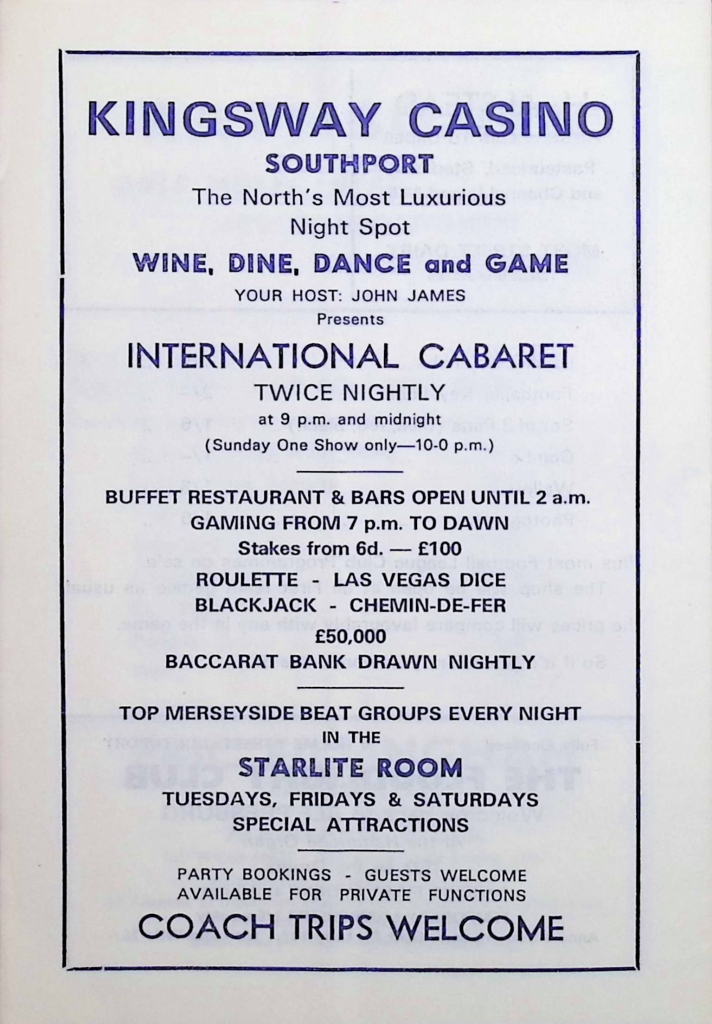 KINGSWAY CASINO
SOUTHPORT
The North's Most Luxurious
Night Spot
WINE, DINE, DANCE and GAME
YOUR HOST: JOHN JAMES
Presents
INTERNATIONAL CABARET
TWICE NIGHTLY
at 9 p.m. and midnight
(Sunday One Show only—10-0 p.m.)
BUFFET RESTAURANT & BARS OPEN UNTIL 2 a.m.
GAMING FROM 7 p.m. TO DAWN
Stakes from 6d. — £100
ROULETTE - LAS VEGAS DICE
BLACKJACK - CHEMIN-DE-FER
£50,000
BACCARAT BANK DRAWN NIGHTLY
TOP MERSEYSIDE BEAT GROUPS EVERY NIGHT
IN THE
STARLITE ROOM
TUESDAYS, FRIDAYS & SATURDAYS
SPECIAL ATTRACTIONS
PARTY BOOKINGS - GUESTS WELCOME
AVAILABLE FOR PRIVATE FUNCTIONS
COACH TRIPS WELCOME